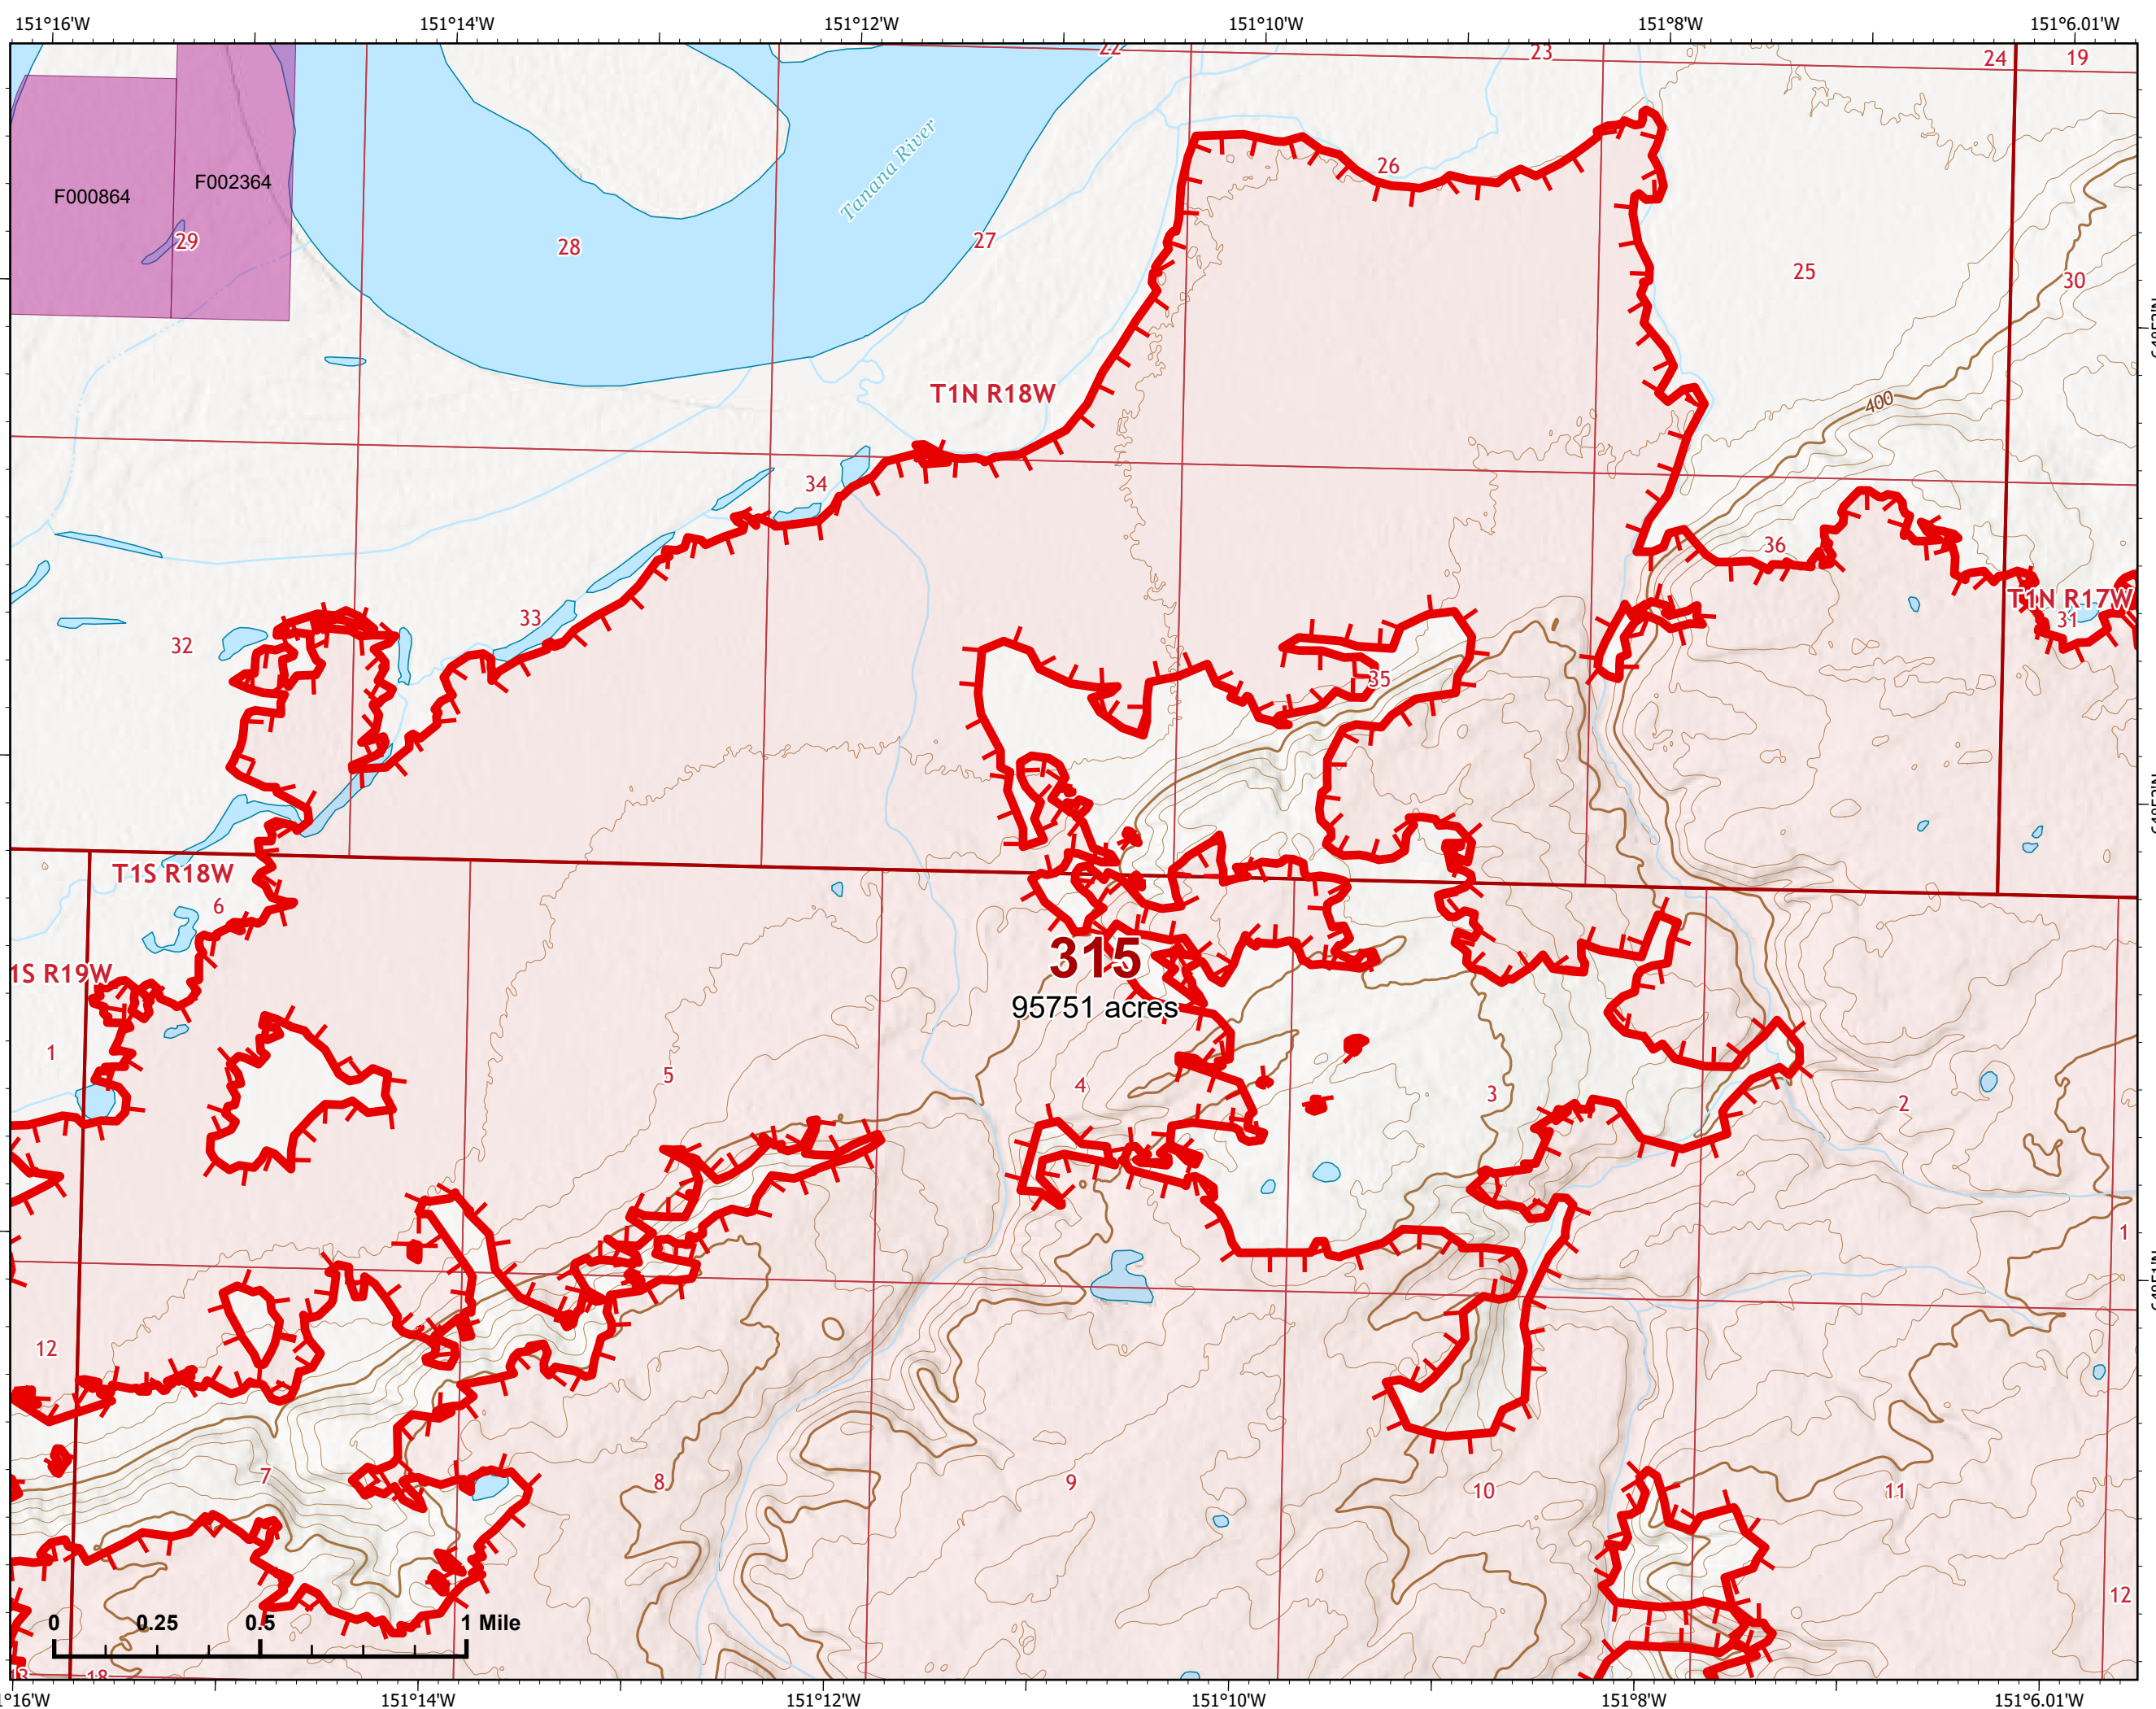 151°16'W 151°14'W 151°12'W 151°10'W 151°8'W 151°6.01'W
22 23 24 19
Tanana River
F002364
F000864
26
29 28 27 25
30
T1N R18W
400
34
36
T1N R17W
33 31
32 35
T1S R18W
6
315
1S R19W
95751 acres
1 5 4 3 2
1
12
7 8 9 10 11
12
0 0.25 0.5 1 Mile
13 18
1°16'W 151°14'W 151°12'W 151°10'W 151°8'W 151°6.01'W